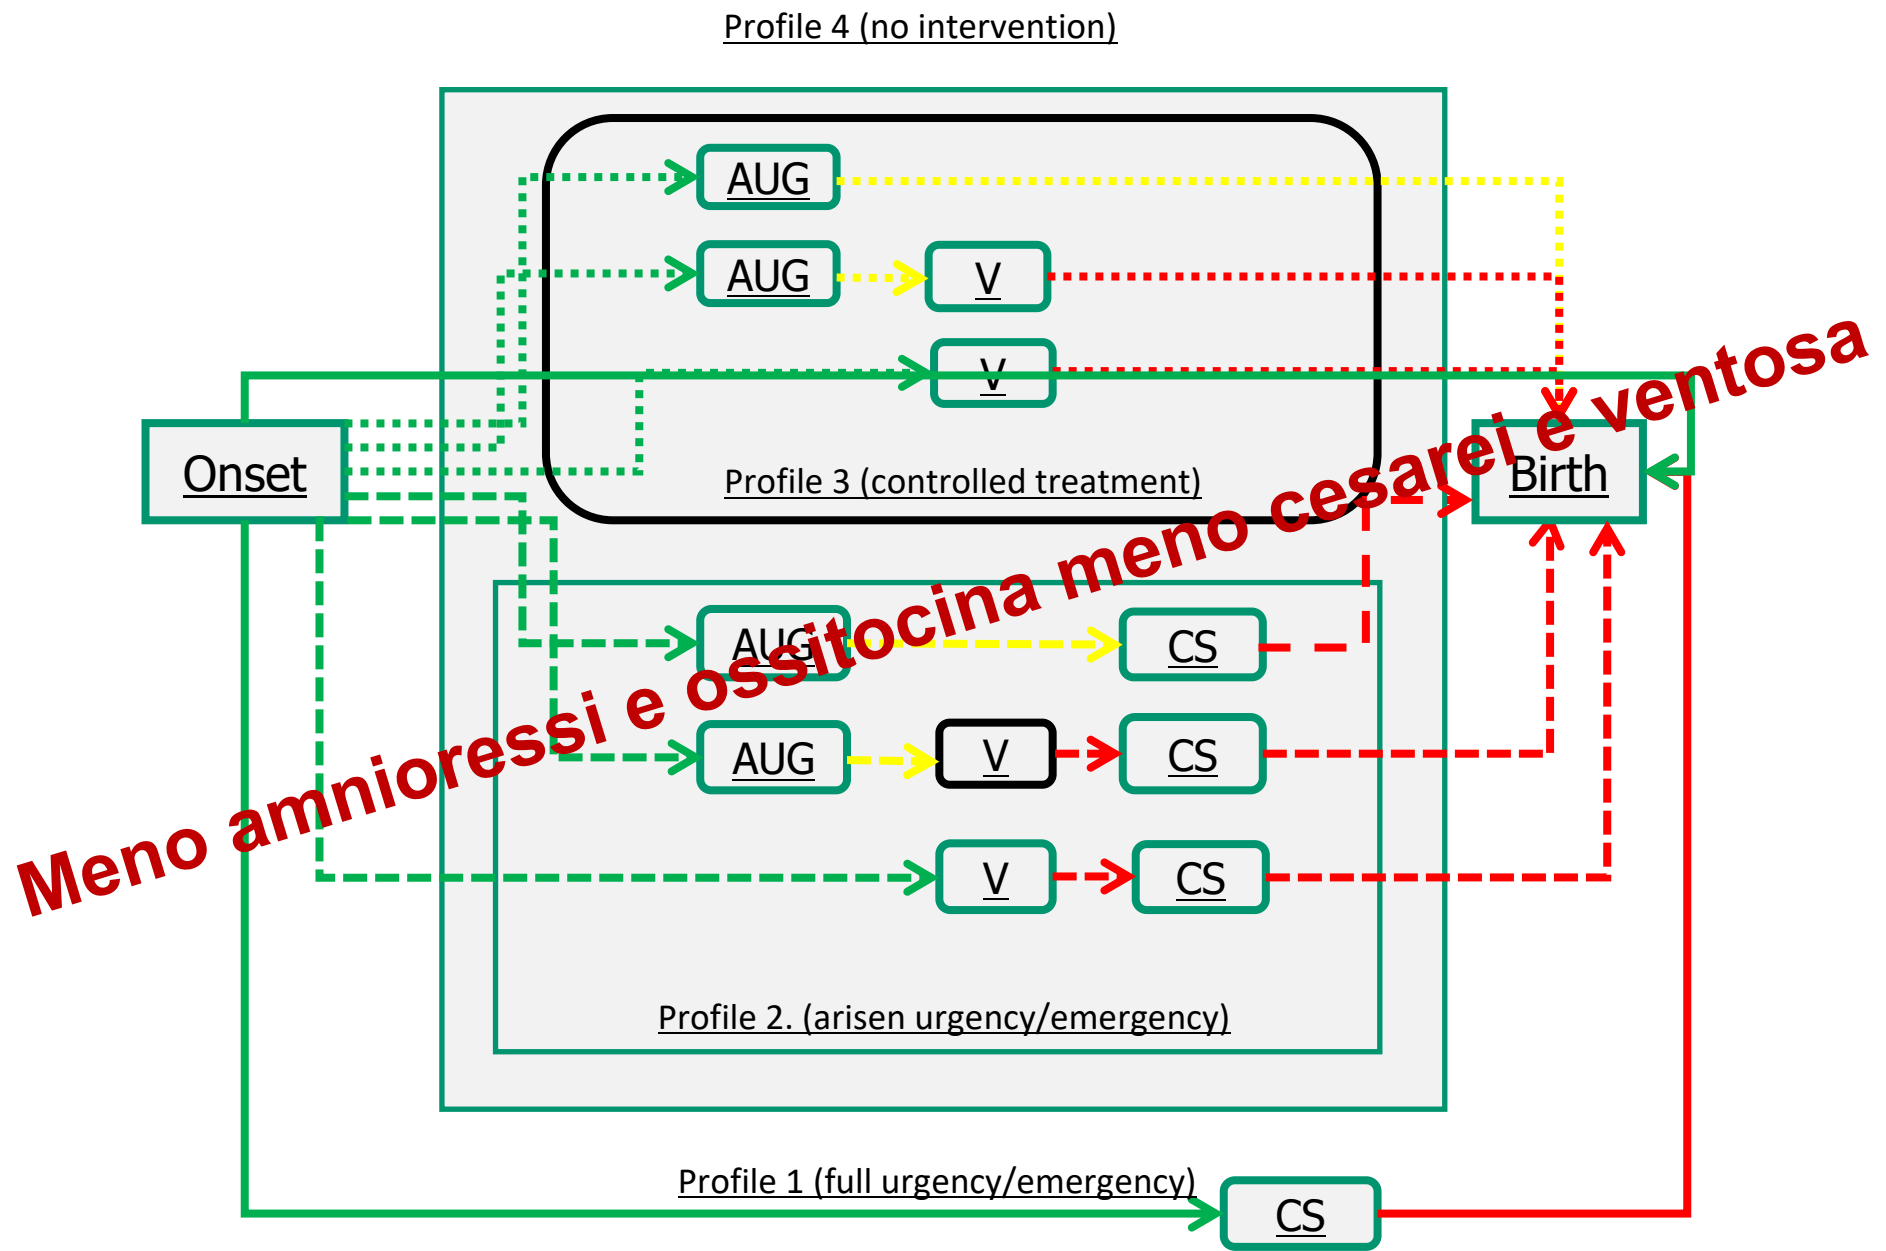 Profile 4 (no intervention)
AUG
AUG
V
V
Profile 3 (controlled treatment)
Onset
Birth
AUG
CS
AUG
V
CS
V
CS
Profile 2. (arisen urgency/emergency)
Profile 1 (full urgency/emergency)
CS
Meno amnioressi e ossitocina meno cesarei e ventosa